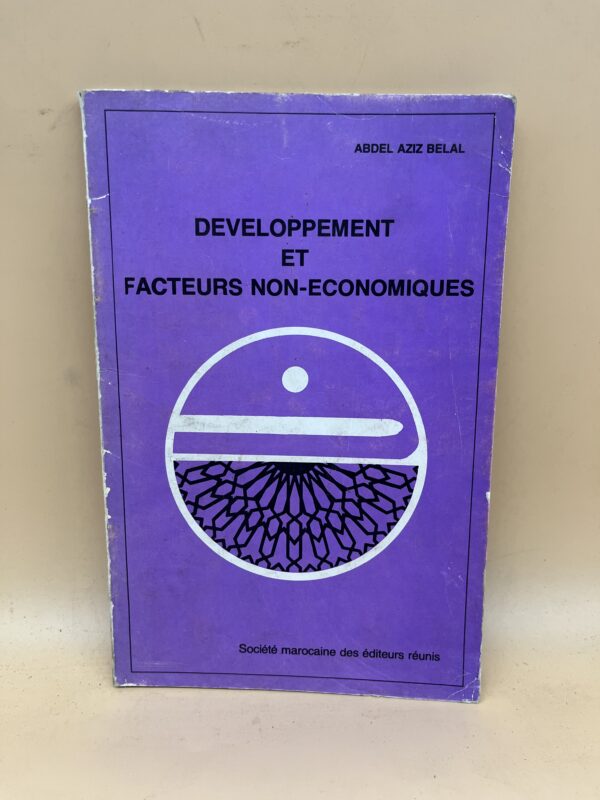 ABDEL AZIZ BELAL
DEVELOPPEMENT
ET
FACTEURS NON-ECONOMIQUES
Société marocaine des éditeurs réunis